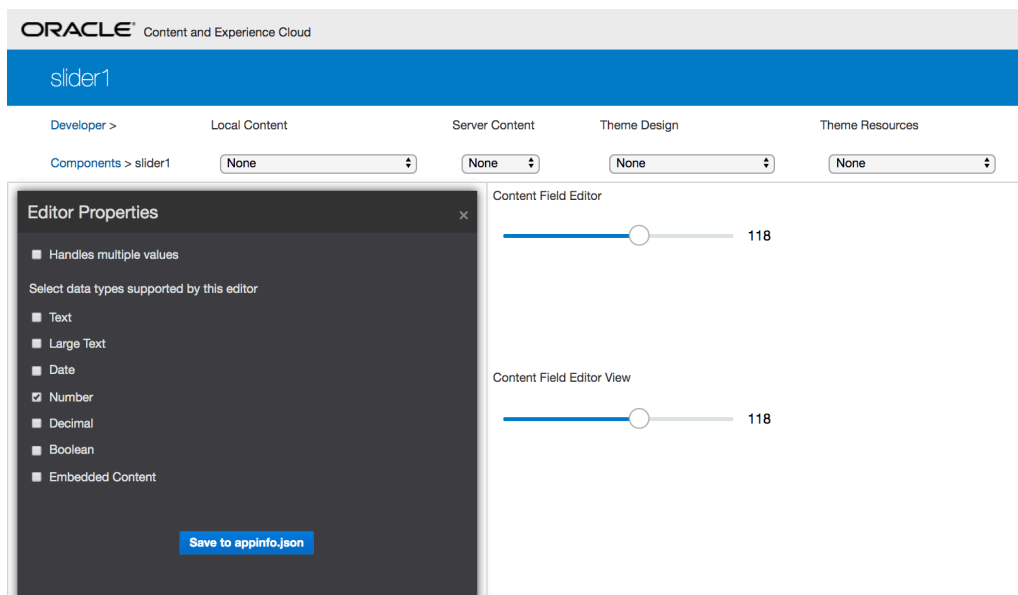 ORACLE® Content and Experience Cloud
slider1
Developer > Local Content Server Content Theme Design Theme Resources
Components > slider1 None None None None
Editor Properties ×
Handles multiple values
Select data types supported by this editor
Text
Large Text
Date
Number
Decimal
Boolean
Embedded Content
Save to appinfo.json
Content Field Editor
118
Content Field Editor View
118